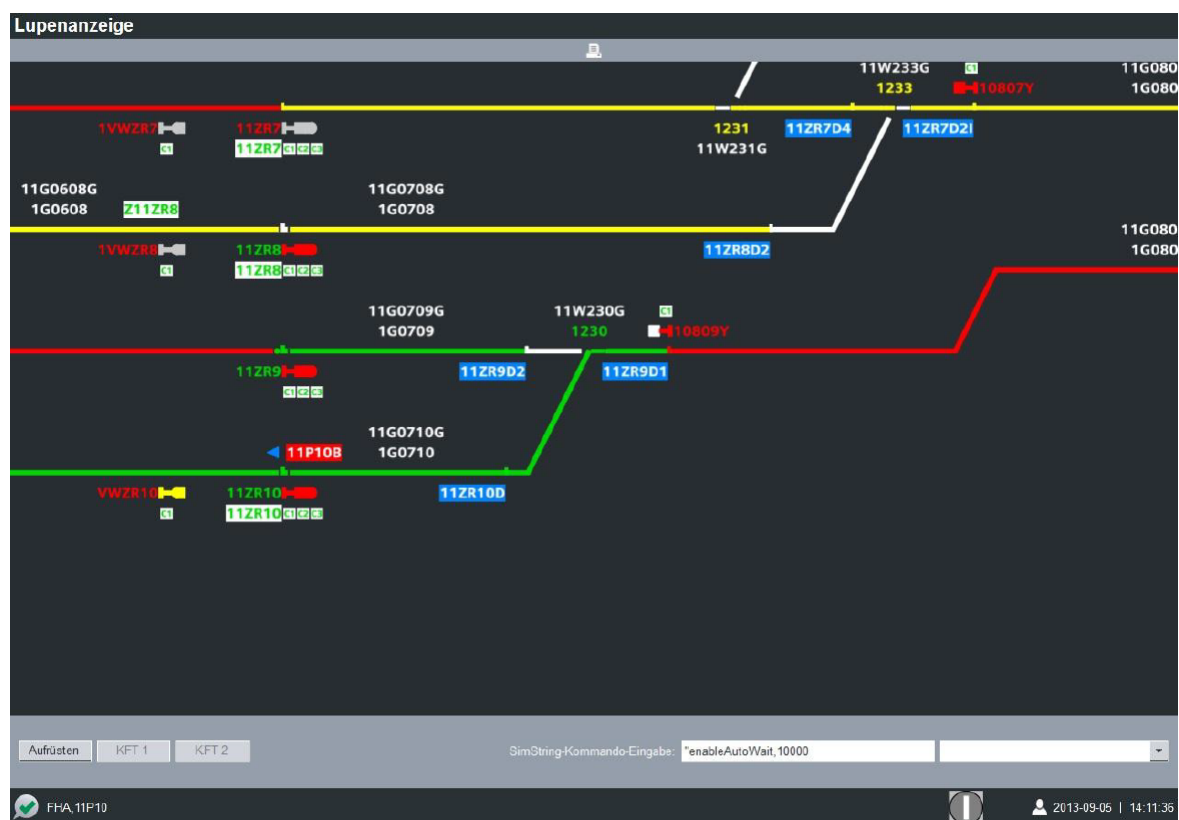 Lupenanzeige
11W233G C1 11G080
1233 10807Y 1G080
1VWZR7 11ZR7 1231 11ZR7D4 11ZR7D2I
C1 11ZR7 C1 C2 C3 11W231G
11G0608G 11G0708G
1G0608 Z11ZR8 1G0708
11G080
1VWZR8 11ZR8 11ZR8D2 1G080
C1 11ZR8 C1 C2 C3
11G0709G 11W230G C1
1G0709 1230 10809Y
11ZR9 11ZR9D2 11ZR9D1
C1 C2 C3
11G0710G
11P10B 1G0710
VWZR10 11ZR10 11ZR10D
C1 11ZR10 C1 C2 C3
Aufrüsten KFT 1 KFT 2 SimString-Kommando-Eingabe: "enableAutoWait,10000
FHA,11P10 2013-09-05 | 14:11:36